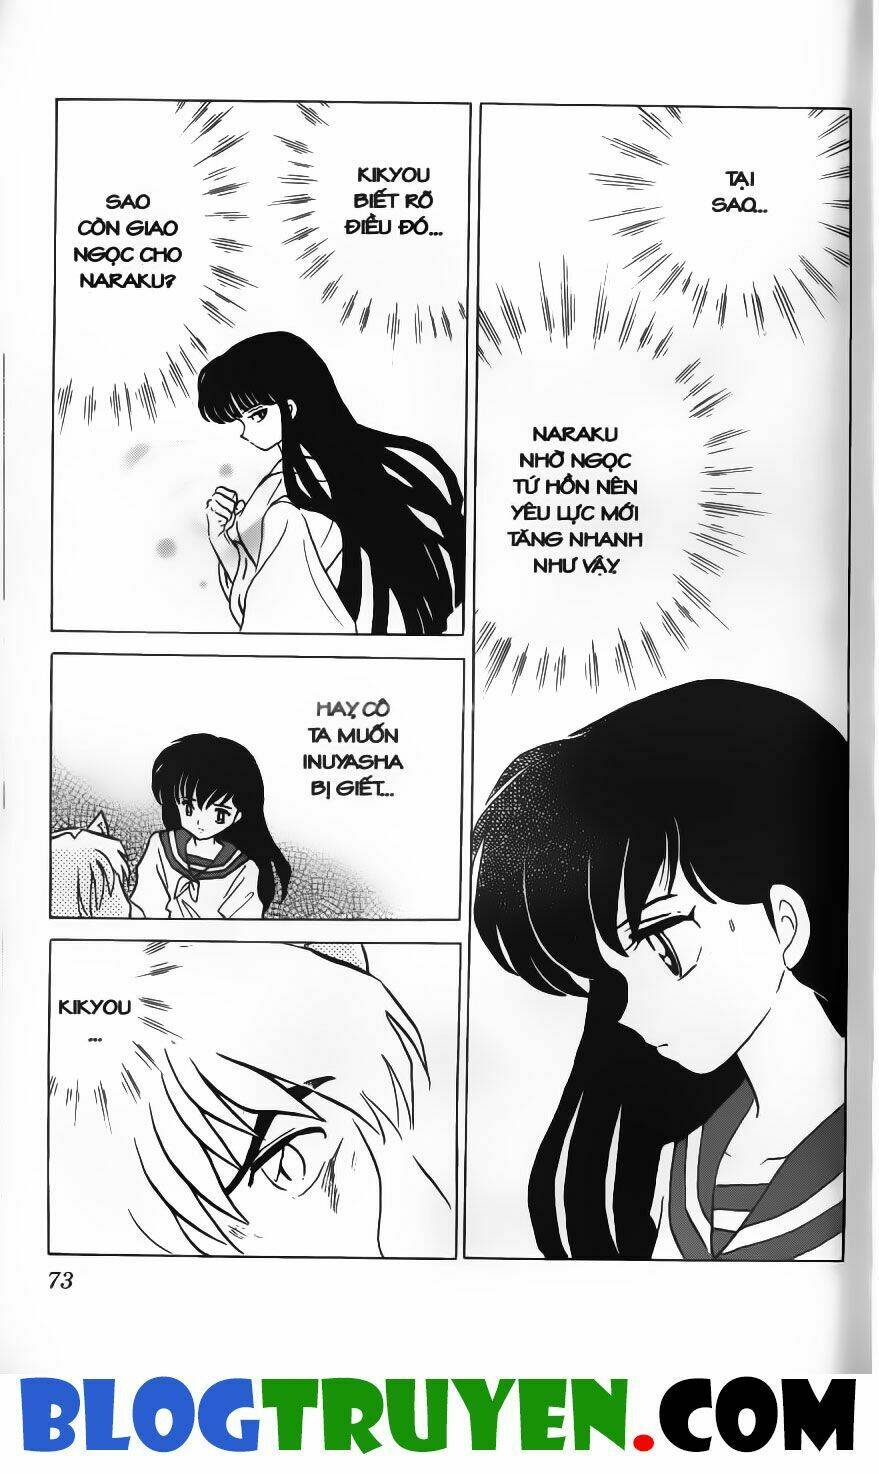 TẠI
SAO...
NARAKU
NHỜ NGỌC
TỨ HỒN NÊN
YÊU LỰC MỚI
TĂNG NHANH
NHƯ VẬY.
KIKYOU
BIẾT RÕ
ĐIỀU ĐÓ...
SAO
CÒN GIAO
NGỌC CHO
NARAKU?
HAY, CÔ
TA MUỐN
INUYASHA
BỊ GIẾT...
KIKYOU
...
73
BLOGTRUYEN.COM